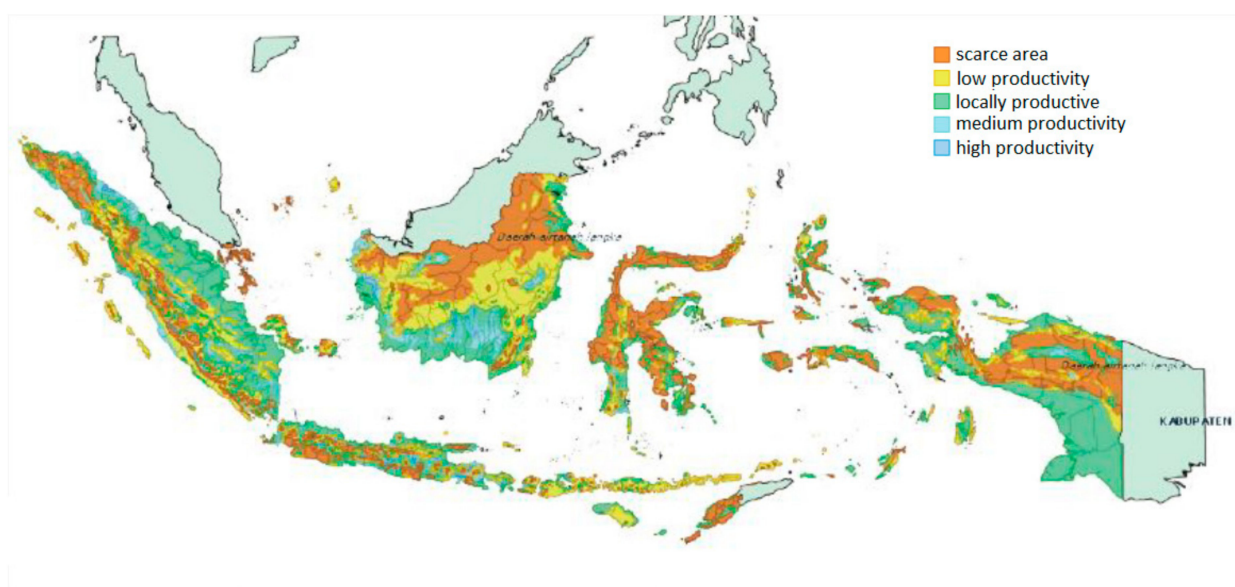 scarce area
low productivity
locally productive
medium productivity
high productivity
Daerah airtanah langka
Daerah airtanah langka
KABUPATEN